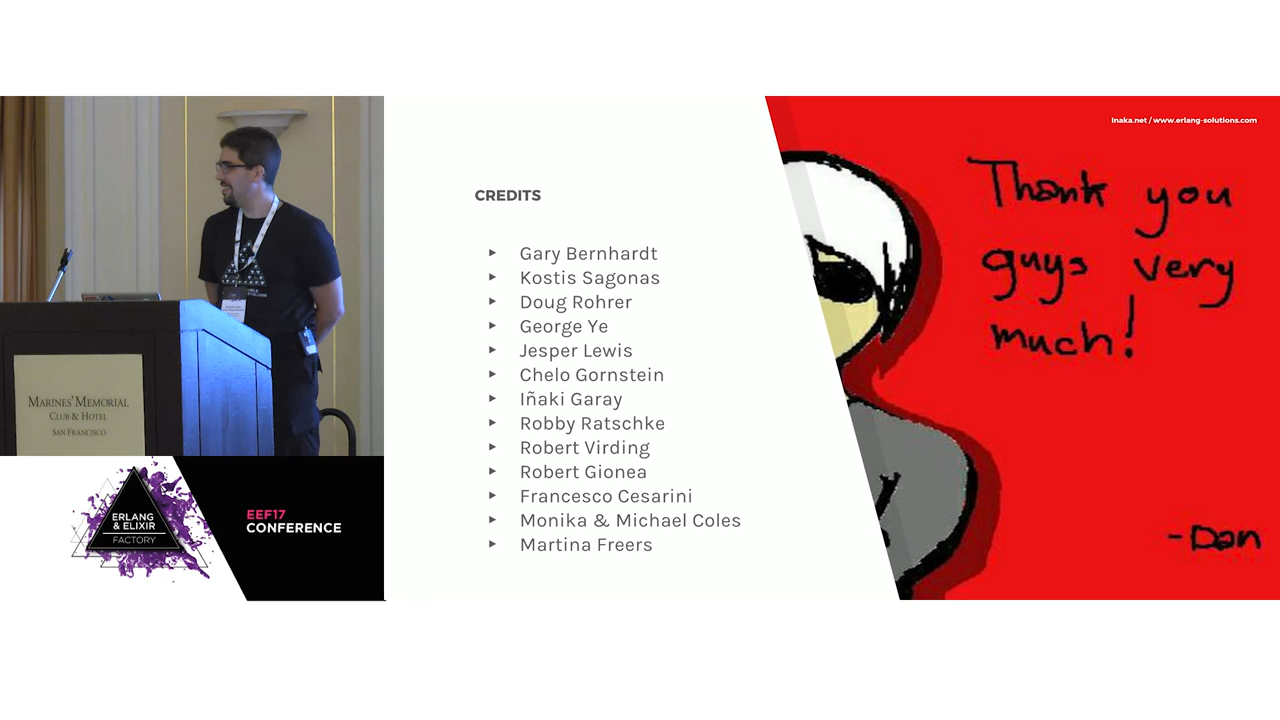 MARINES' MEMORIAL
CLUB & HOTEL
SAN FRANCISCO
ERLANG
& ELIXIR
FACTORY
EEF17
CONFERENCE
CREDITS
‣ Gary Bernhardt
‣ Kostis Sagonas
‣ Doug Rohrer
‣ George Ye
‣ Jesper Lewis
‣ Chelo Gornstein
‣ Iñaki Garay
‣ Robby Ratschke
‣ Robert Virding
‣ Robert Gionea
‣ Francesco Cesarini
‣ Monika & Michael Coles
‣ Martina Freers
Inaka.net / www.erlang-solutions.com
Thank you
guys very
much!
-Dan